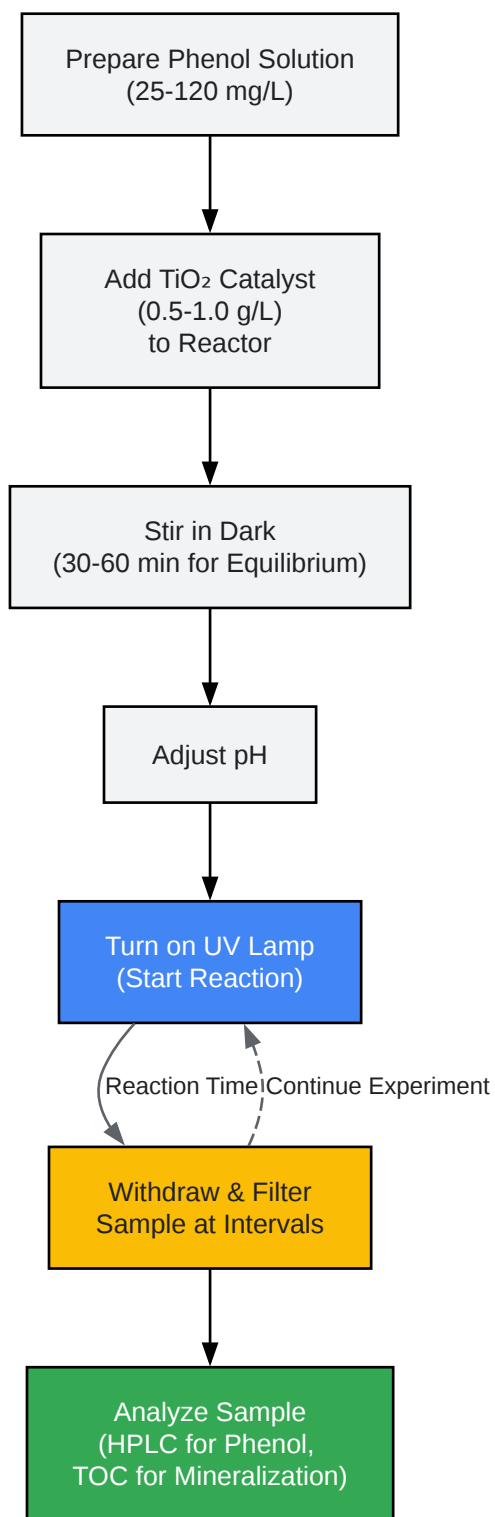 Prepare Phenol Solution
(25-120 mg/L)
Add TiO₂ Catalyst
(0.5-1.0 g/L)
to Reactor
Stir in Dark
(30-60 min for Equilibrium)
Adjust pH
Turn on UV Lamp
(Start Reaction)
Reaction Time
Continue Experiment
Withdraw & Filter
Sample at Intervals
Analyze Sample
(HPLC for Phenol,
TOC for Mineralization)